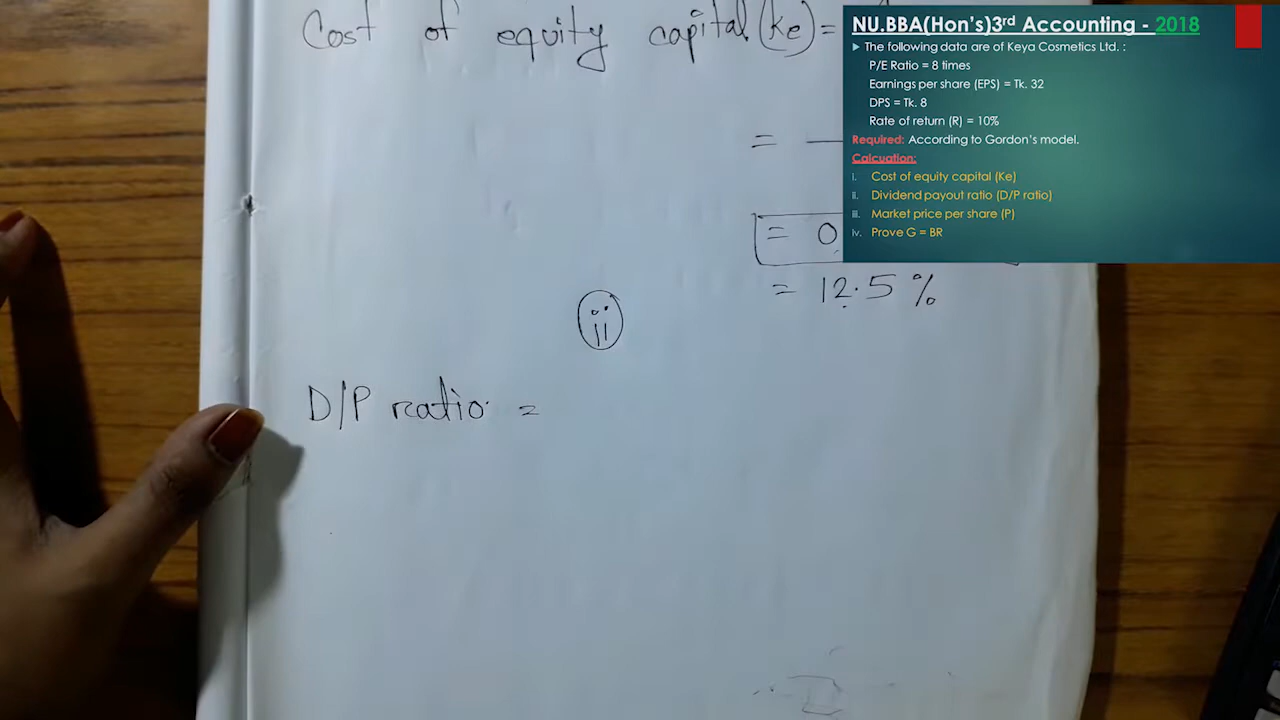 Cost of equity capital (Ke) =
=
= 0
= 12.5 %
ii
D/P ratio =
NU.BBA(Hon's)3rd Accounting - 2018
The following data are of Keya Cosmetics Ltd. :
P/E Ratio = 8 times
Earnings per share (EPS) = Tk. 32
DPS = Tk. 8
Rate of return (R) = 10%
Required: According to Gordon's model.
Calcuation:
i. Cost of equity capital (Ke)
ii. Dividend payout ratio (D/P ratio)
iii. Market price per share (P)
iv. Prove G = BR